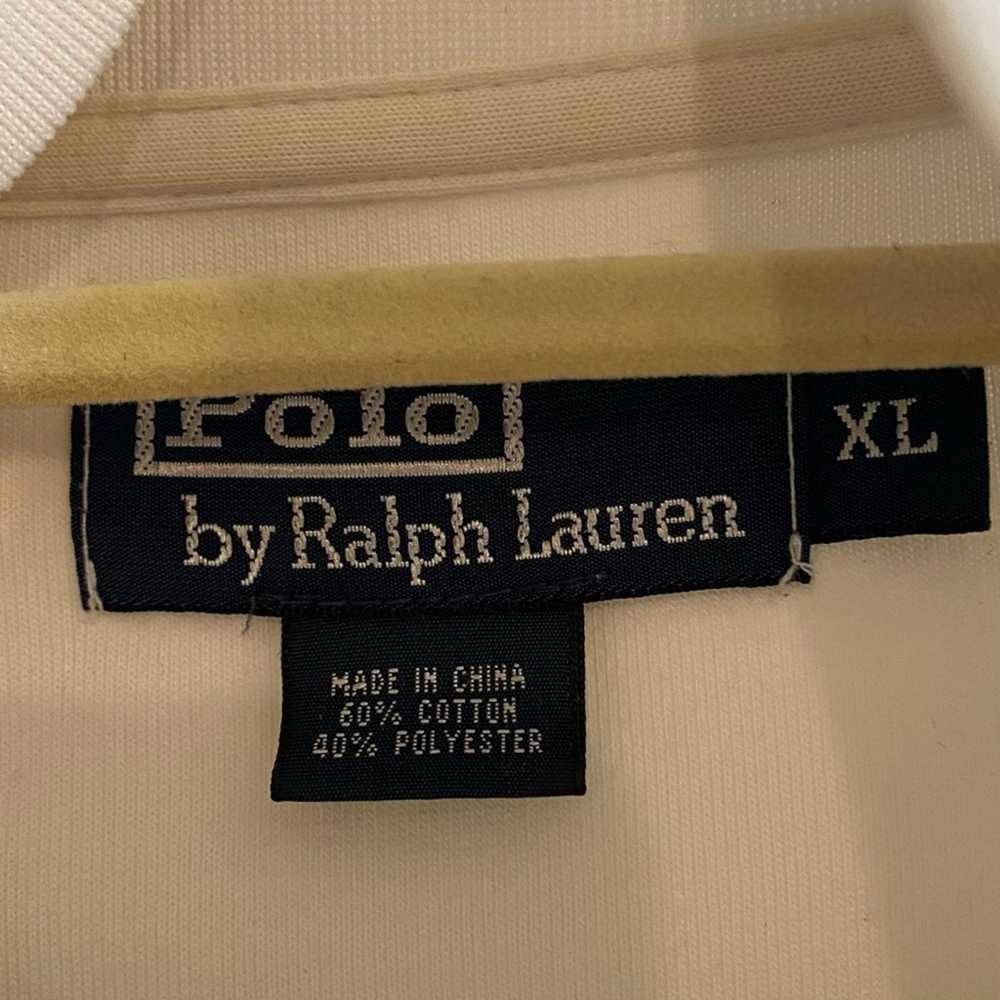 Polo
by Ralph Lauren
XL
MADE IN CHINA
60% COTTON
40% POLYESTER